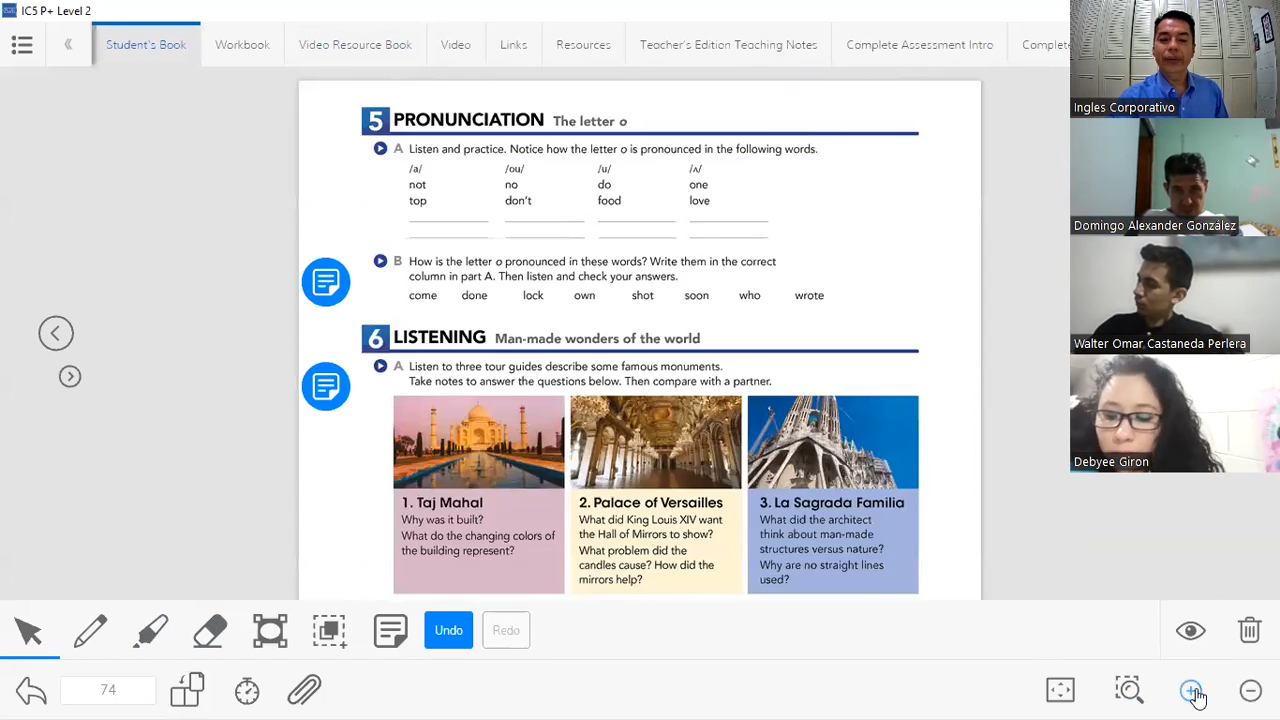 IC5 P+ Level 2
Student's Book
Workbook
Video Resource Book
Video
Links
Resources
Teacher's Edition Teaching Notes
Complete Assessment Intro
Complete
Ingles Corporativo
Domingo Alexander González
Walter Omar Castaneda Perlera
Debyee Giron
5 PRONUNCIATION The letter o
A Listen and practice. Notice how the letter o is pronounced in the following words.
/a/ /ou/ /u/ /ʌ/
not no do one
top don't food love
B How is the letter o pronounced in these words? Write them in the correct
column in part A. Then listen and check your answers.
come done lock own shot soon who wrote
6 LISTENING Man-made wonders of the world
A Listen to three tour guides describe some famous monuments.
Take notes to answer the questions below. Then compare with a partner.
1. Taj Mahal
Why was it built?
What do the changing colors of
the building represent?
2. Palace of Versailles
What did King Louis XIV want
the Hall of Mirrors to show?
What problem did the
candles cause? How did the
mirrors help?
3. La Sagrada Familia
What did the architect
think about man-made
structures versus nature?
Why are no straight lines
used?
Undo
Redo
74